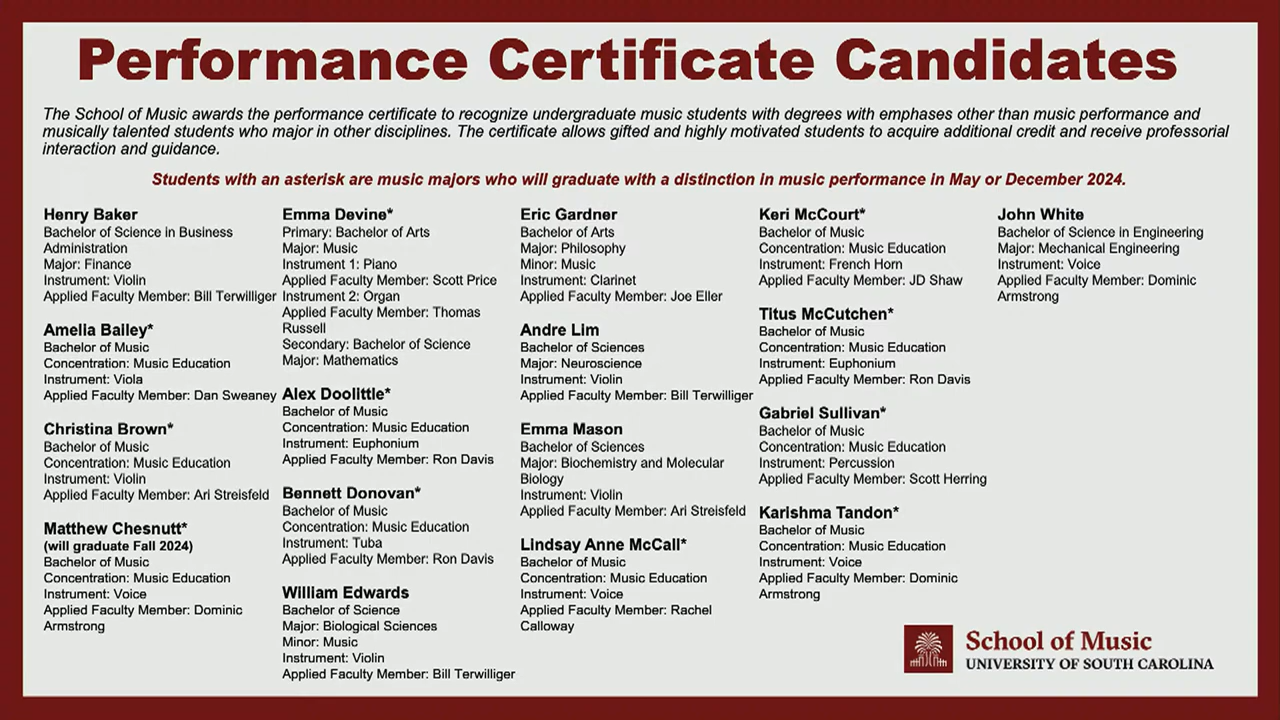 Performance Certificate Candidates
The School of Music awards the performance certificate to recognize undergraduate music students with degrees with emphases other than music performance and
musically talented students who major in other disciplines. The certificate allows gifted and highly motivated students to acquire additional credit and receive professorial
interaction and guidance.
Students with an asterisk are music majors who will graduate with a distinction in music performance in May or December 2024.
Henry Baker
Bachelor of Science in Business
Administration
Major: Finance
Instrument: Violin
Applied Faculty Member: Bill Terwilliger
Amelia Bailey*
Bachelor of Music
Concentration: Music Education
Instrument: Viola
Applied Faculty Member: Dan Sweaney
Christina Brown*
Bachelor of Music
Concentration: Music Education
Instrument: Violin
Applied Faculty Member: Ari Streisfeld
Matthew Chesnutt*
(will graduate Fall 2024)
Bachelor of Music
Concentration: Music Education
Instrument: Voice
Applied Faculty Member: Dominic
Armstrong
Emma Devine*
Primary: Bachelor of Arts
Major: Music
Instrument 1: Piano
Applied Faculty Member: Scott Price
Instrument 2: Organ
Applied Faculty Member: Thomas
Russell
Secondary: Bachelor of Science
Major: Mathematics
Alex Doolittle*
Bachelor of Music
Concentration: Music Education
Instrument: Euphonium
Applied Faculty Member: Ron Davis
Bennett Donovan*
Bachelor of Music
Concentration: Music Education
Instrument: Tuba
Applied Faculty Member: Ron Davis
William Edwards
Bachelor of Science
Major: Biological Sciences
Minor: Music
Instrument: Violin
Applied Faculty Member: Bill Terwilliger
Eric Gardner
Bachelor of Arts
Major: Philosophy
Minor: Music
Instrument: Clarinet
Applied Faculty Member: Joe Eller
Andre Lim
Bachelor of Sciences
Major: Neuroscience
Instrument: Violin
Applied Faculty Member: Bill Terwilliger
Emma Mason
Bachelor of Sciences
Major: Biochemistry and Molecular
Biology
Instrument: Violin
Applied Faculty Member: Ari Streisfeld
Lindsay Anne McCall*
Bachelor of Music
Concentration: Music Education
Instrument: Voice
Applied Faculty Member: Rachel
Calloway
Keri McCourt*
Bachelor of Music
Concentration: Music Education
Instrument: French Horn
Applied Faculty Member: JD Shaw
Titus McCutchen*
Bachelor of Music
Concentration: Music Education
Instrument: Euphonium
Applied Faculty Member: Ron Davis
Gabriel Sullivan*
Bachelor of Music
Concentration: Music Education
Instrument: Percussion
Applied Faculty Member: Scott Herring
Karishma Tandon*
Bachelor of Music
Concentration: Music Education
Instrument: Voice
Applied Faculty Member: Dominic
Armstrong
John White
Bachelor of Science in Engineering
Major: Mechanical Engineering
Instrument: Voice
Applied Faculty Member: Dominic
Armstrong
School of Music
UNIVERSITY OF SOUTH CAROLINA